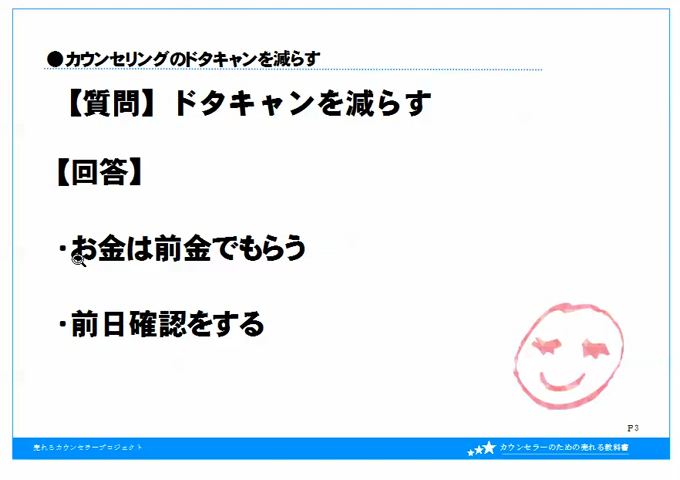 ●カウンセリングのドタキャンを減らす
【質問】ドタキャンを減らす
【回答】
・お金は前金でもらう
・前日確認をする
P3
売れるカウンセラープロジェクト
★★★カウンセラーのための売れる教科書